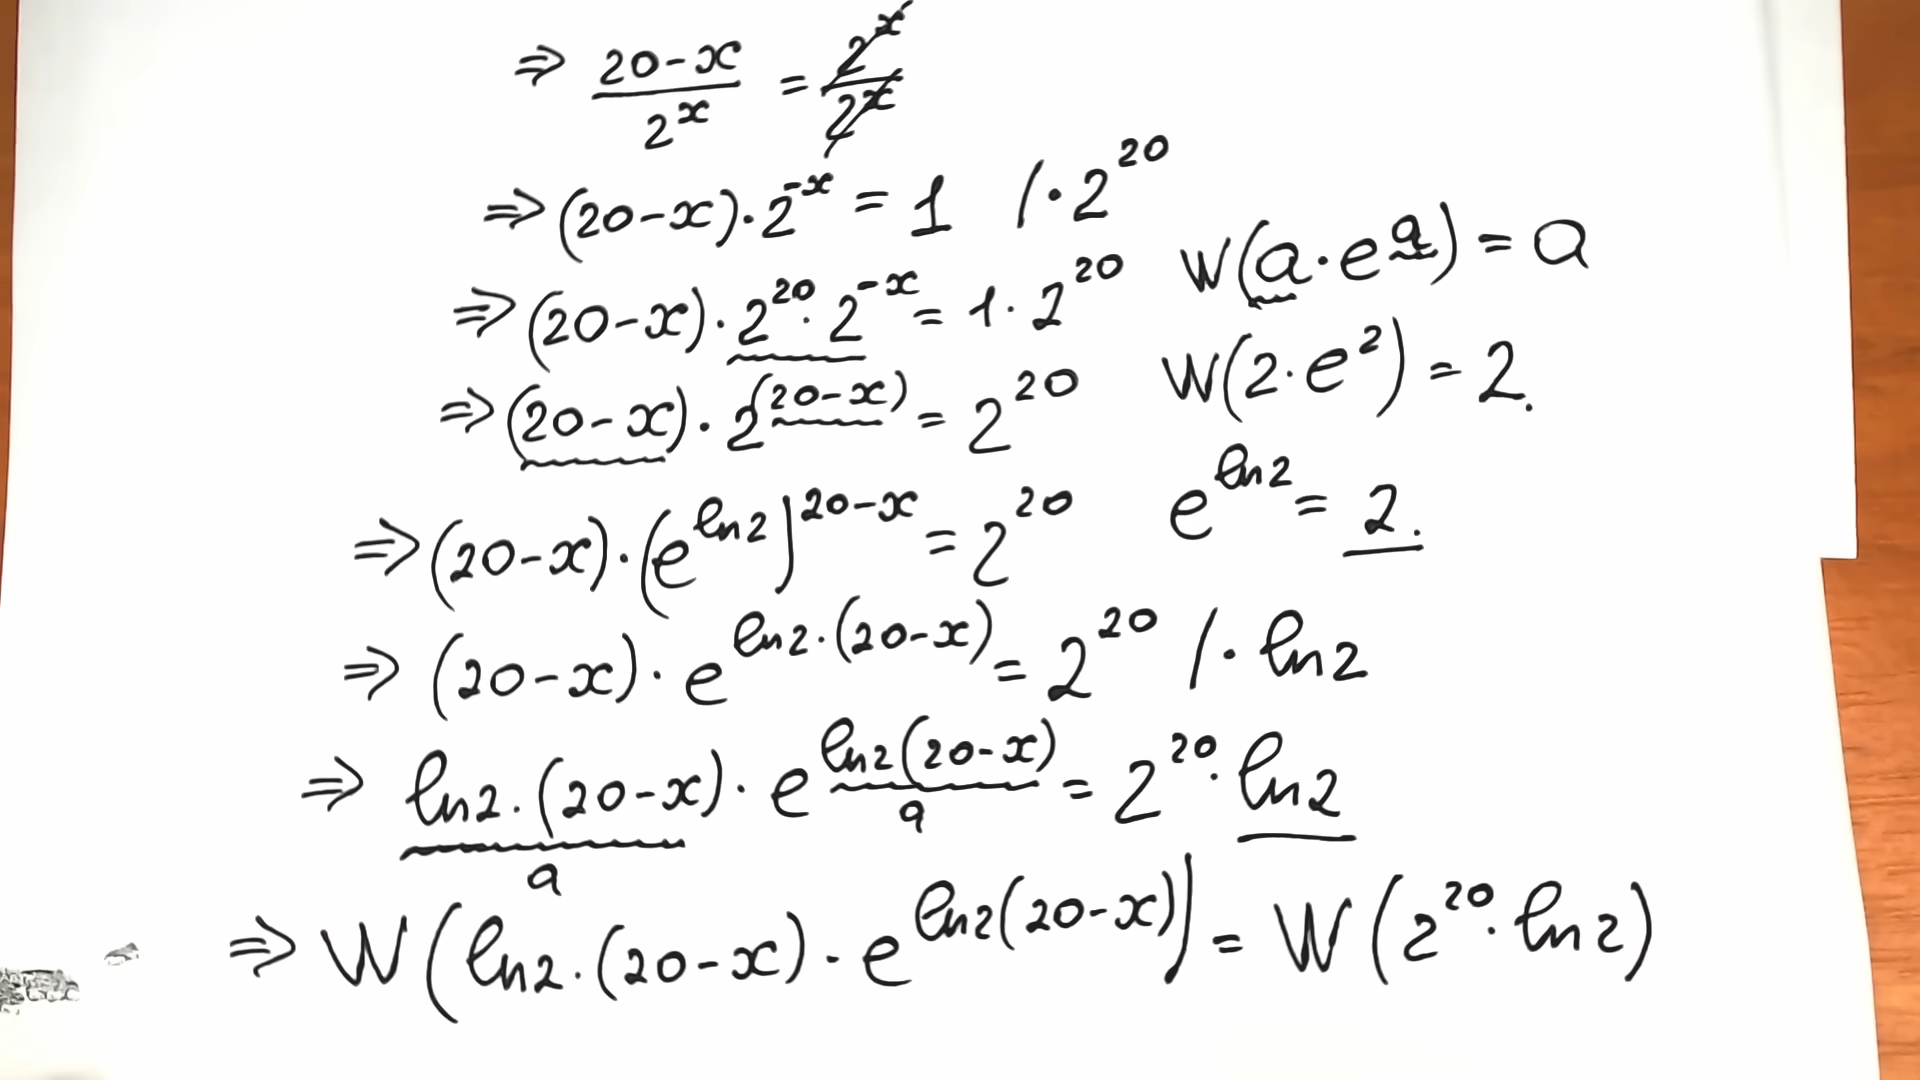 ⇒ (20-x)/2^x = 2^x/2^x
⇒ (20-x)·2^-x = 1 /·2^20
W(a·e^a) = a
⇒ (20-x)·2^20·2^-x = 1·2^20
W(2·e^2) = 2.
⇒ (20-x)·2^(20-x) = 2^20
e^ln2 = 2.
⇒ (20-x)·(e^ln2)^20-x = 2^20
⇒ (20-x)·e^ln2·(20-x) = 2^20 /·ln2
⇒ ln2·(20-x)·e^ln2(20-x) = 2^20·ln2
a a
⇒ W(ln2·(20-x)·e^ln2(20-x)) = W(2^20·ln2)